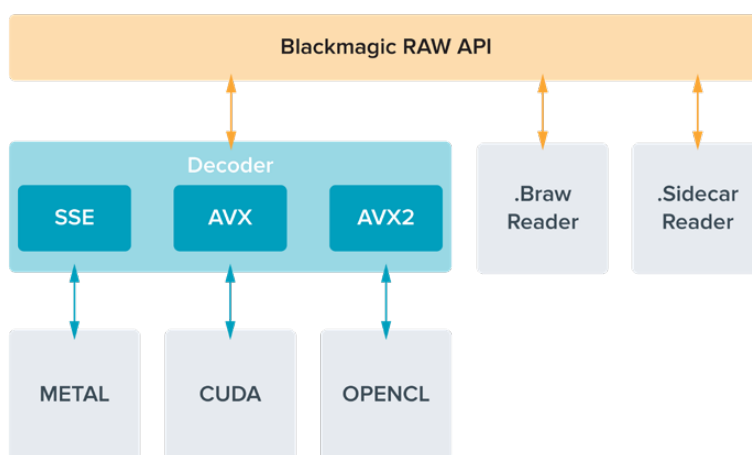 Blackmagic RAW API
Decoder
SSE
AVX
AVX2
.Braw
Reader
.Sidecar
Reader
METAL
CUDA
OPENCL